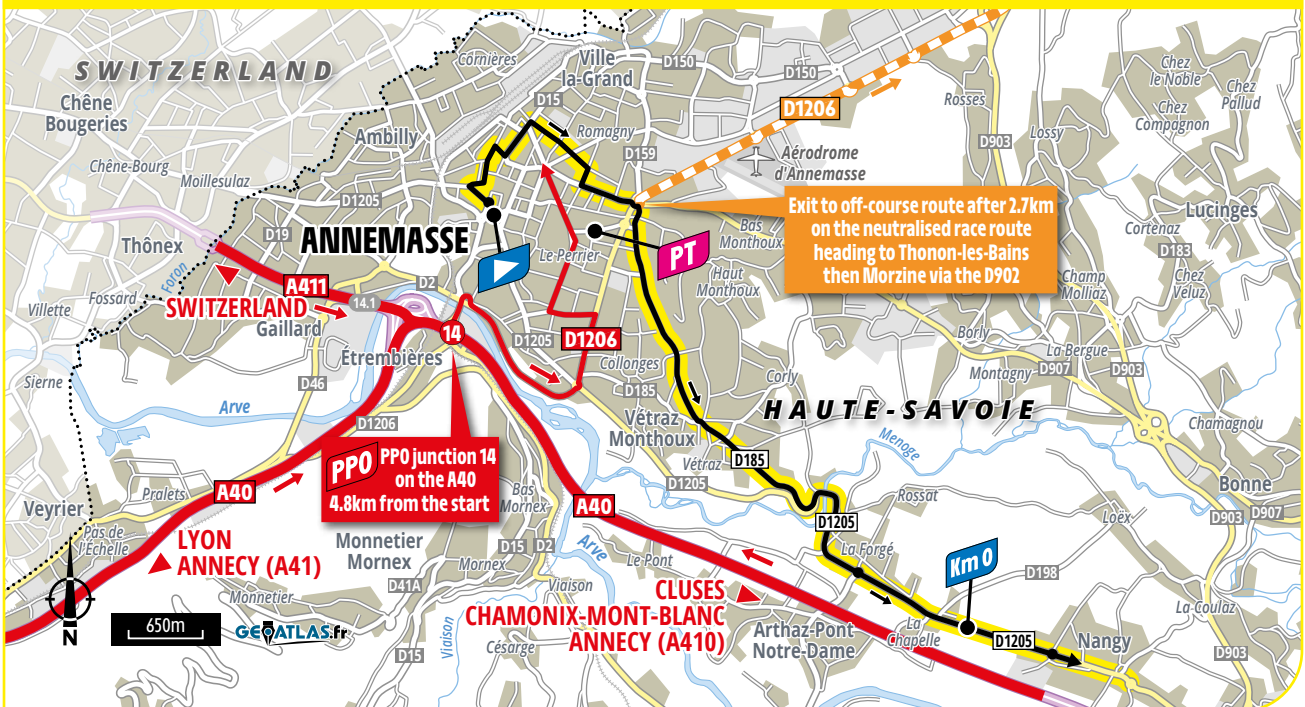 SWITZERLAND
Cornières
Ville
la-Grand
D150
D150
Chêne
Bougeries
D15
Ambilly
Romagny
D1206
Rosses
Chez
le Noble
Chez
Pallud
Chez
Compagnon
Lossy
D903
Chêne-Bourg
Moillesulaz
D159
Aérodrome
d'Annemasse
D1205
Exit to off-course route after 2.7km
on the neutralised race route
heading to Thonon-les-Bains
then Morzine via the D902
Lucinges
Cortenaz
D183
Thônex
D19
ANNEMASSE
Le Perrier
PT
Bas
Monthoux
Haut
Monthoux
Foron
D2
Champ
Molliaz
Chez
Veluz
Villette
Fossard
A411
14.1
SWITZERLAND
Gaillard
14
D1205
D1206
Borly
La Bergue
Étrembières
Collonges
D907
D903
Sierne
D46
D185
Corly
Montagny
Arve
D1206
Vétraz
Monthoux
HAUTE-SAVOIE
Chamagnou
Menoge
PPO
PPO junction 14
on the A40
4.8km from the start
Vétraz
D185
D1205
Pralets
A40
Bas
Mornex
A40
D1205
Rossat
Bonne
Veyrier
Pas de
l'Échelle
LYON
ANNECY (A41)
Monnetier
Mornex
D15
D2
Arve
Le Pont
La Forgé
Loëx
D903
D907
Km 0
D198
Mornex
D41A
Viaison
Monnetier
CLUSES
CHAMONIX-MONT-BLANC
ANNECY (A410)
La Coulaz
N
650m
GEOATLAS.fr
D15
Viaison
Césarge
Arthaz-Pont
Notre-Dame
La
Chapelle
D1205
Nangy
D903